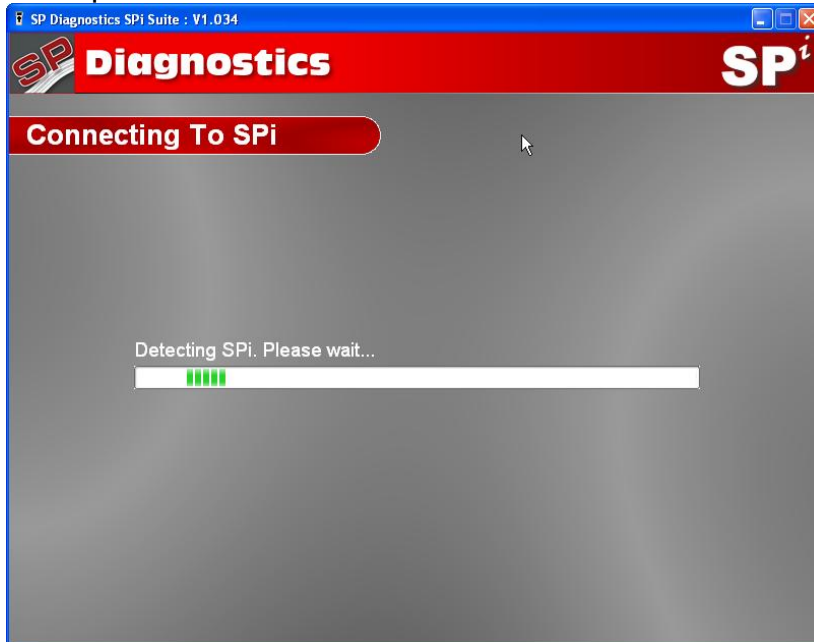 SP Diagnostics SPi Suite : V1.034
SP Diagnostics SPi
Connecting To SPi
Detecting SPi. Please wait...